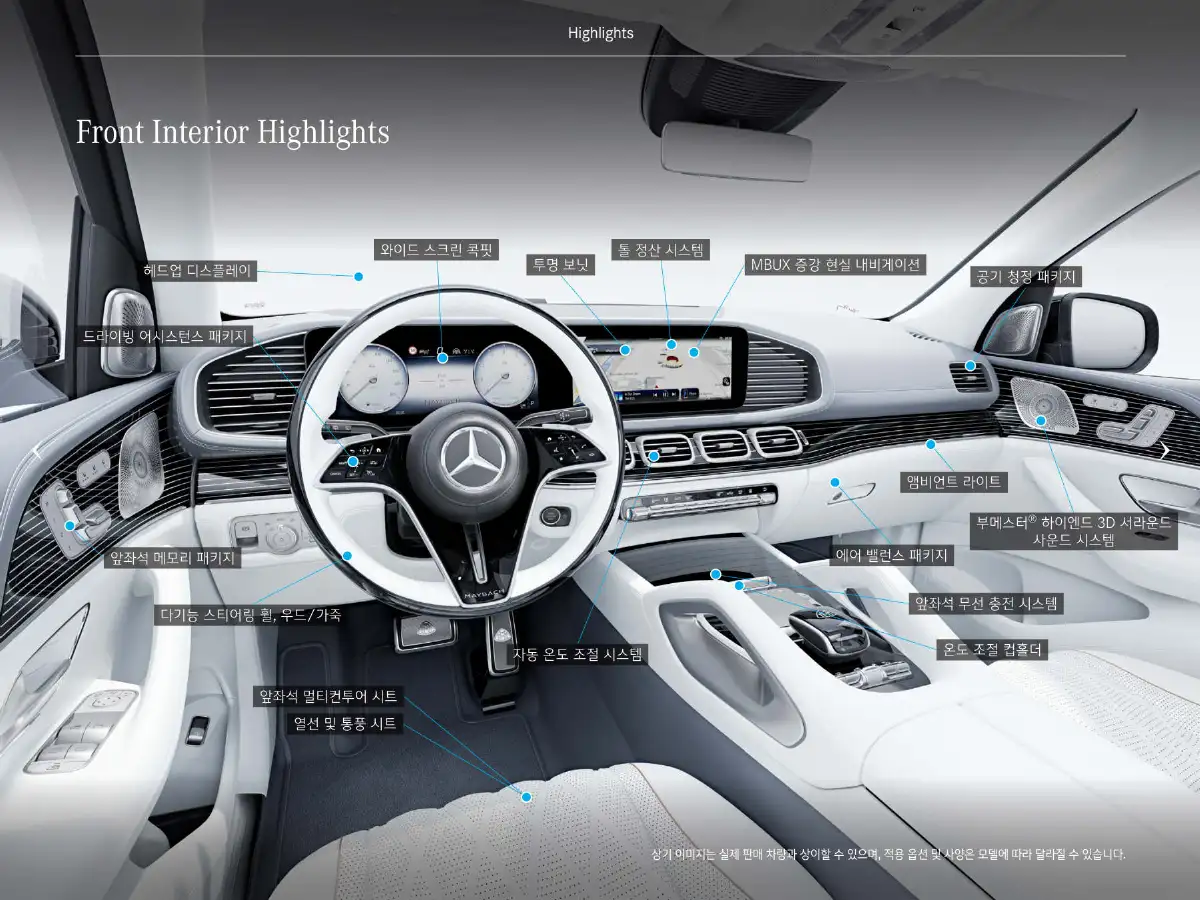 Highlights
Front Interior Highlights
와이드 스크린 콕핏
돌 정산 시스템
투명 보닛
MBUX 증강 현실 내비게이션
헤드업 디스플레이
공기 청정 패키지
드라이빙 어시스턴스 패키지
앰비언트 라이트
부메스터® 하이엔드 3D 서라운드
사운드 시스템
앞좌석 메모리 패키지
에어 밸런스 패키지
앞좌석 무선 충전 시스템
다기능 스티어링 휠, 우드/가죽
MAYBACH
온도 조절 컵홀더
자동 온도 조절 시스템
앞좌석 멀티컨투어 시트
열선 및 통풍 시트
상기 이미지는 실제 판매 차량과 상이할 수 있으며, 적용 옵션 및 사양은 모델에 따라 달라질 수 있습니다.